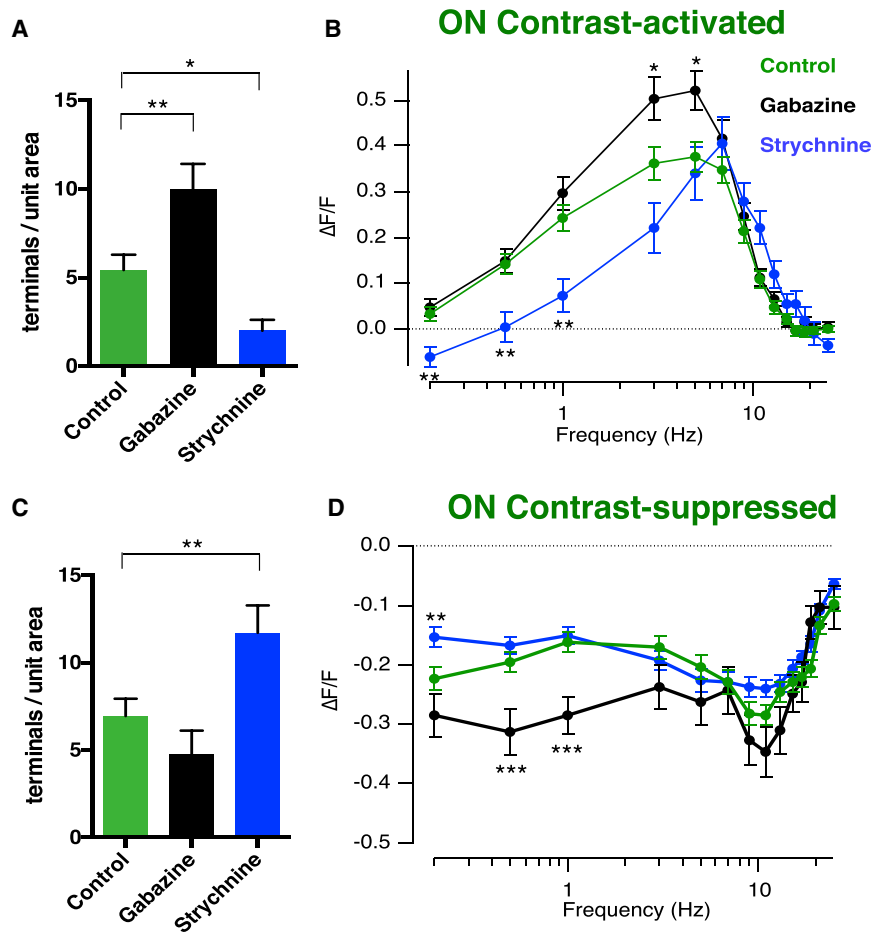 A
*
**
15
10
5
0
terminals / unit area
Control
Gabazine
Strychnine
B
ON Contrast-activated
Control
Gabazine
Strychnine
* *
0.5
0.4
0.3
0.2
0.1
0.0
ΔF/F
** ** **
1 10
Frequency (Hz)
C
**
15
10
5
0
terminals / unit area
Control
Gabazine
Strychnine
D
ON Contrast-suppressed
0.0
-0.1
-0.2
-0.3
-0.4
-0.5
ΔF/F
**
*** ***
1 10
Frequency (Hz)